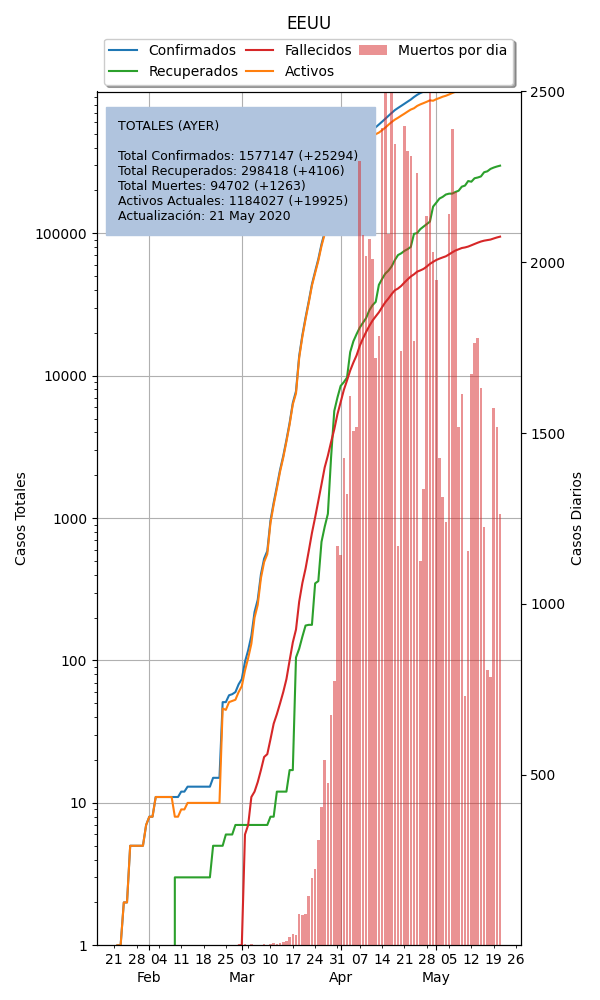 EEUU
Confirmados Fallecidos Muertos por dia
Recuperados Activos
TOTALES (AYER)
Total Confirmados: 1577147 (+25294)
Total Recuperados: 298418 (+4106)
Total Muertes: 94702 (+1263)
Activos Actuales: 1184027 (+19925)
Actualización: 21 May 2020
2500
100000
2000
10000
1500
Casos Totales
Casos Diarios
1000
1000
100
500
10
1
21 28 04 11 18 25 03 10 17 24 31 07 14 21 28 05 12 19 26
Feb Mar Apr May